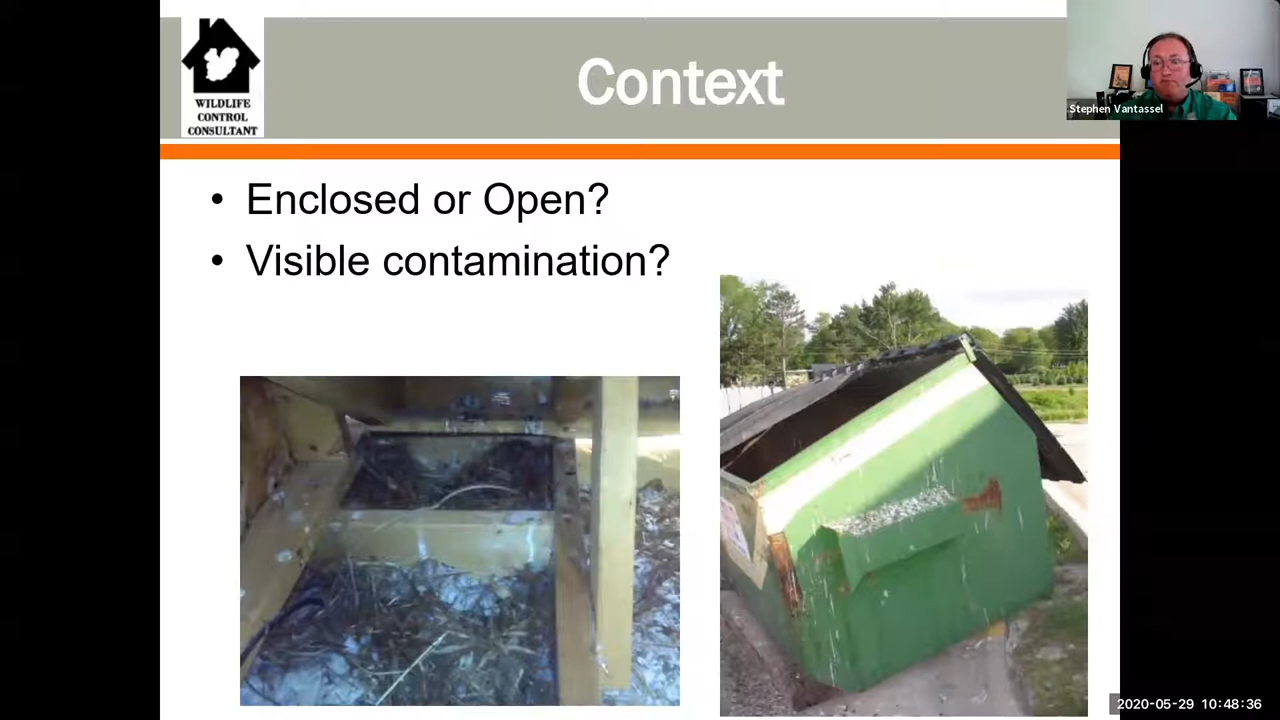 WILDLIFE
CONTROL
CONSULTANT
Context
Stephen Vantassel
• Enclosed or Open?
• Visible contamination?
2020-05-29 10:48:36